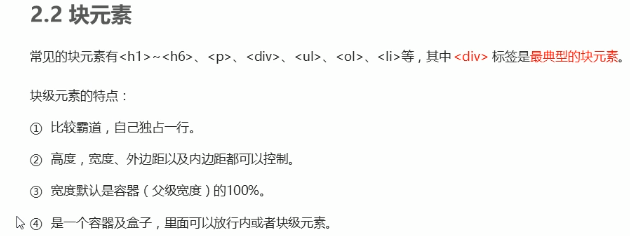 2.2 块元素
常见的块元素有<h1>~<h6>、<p>、<div>、<ul>、<ol>、<li>等，其中 <div> 标签是最典型的块元素。
块级元素的特点：
① 比较霸道，自己独占一行。
② 高度，宽度、外边距以及内边距都可以控制。
③ 宽度默认是容器（父级宽度）的100%。
④ 是一个容器及盒子，里面可以放行内或者块级元素。